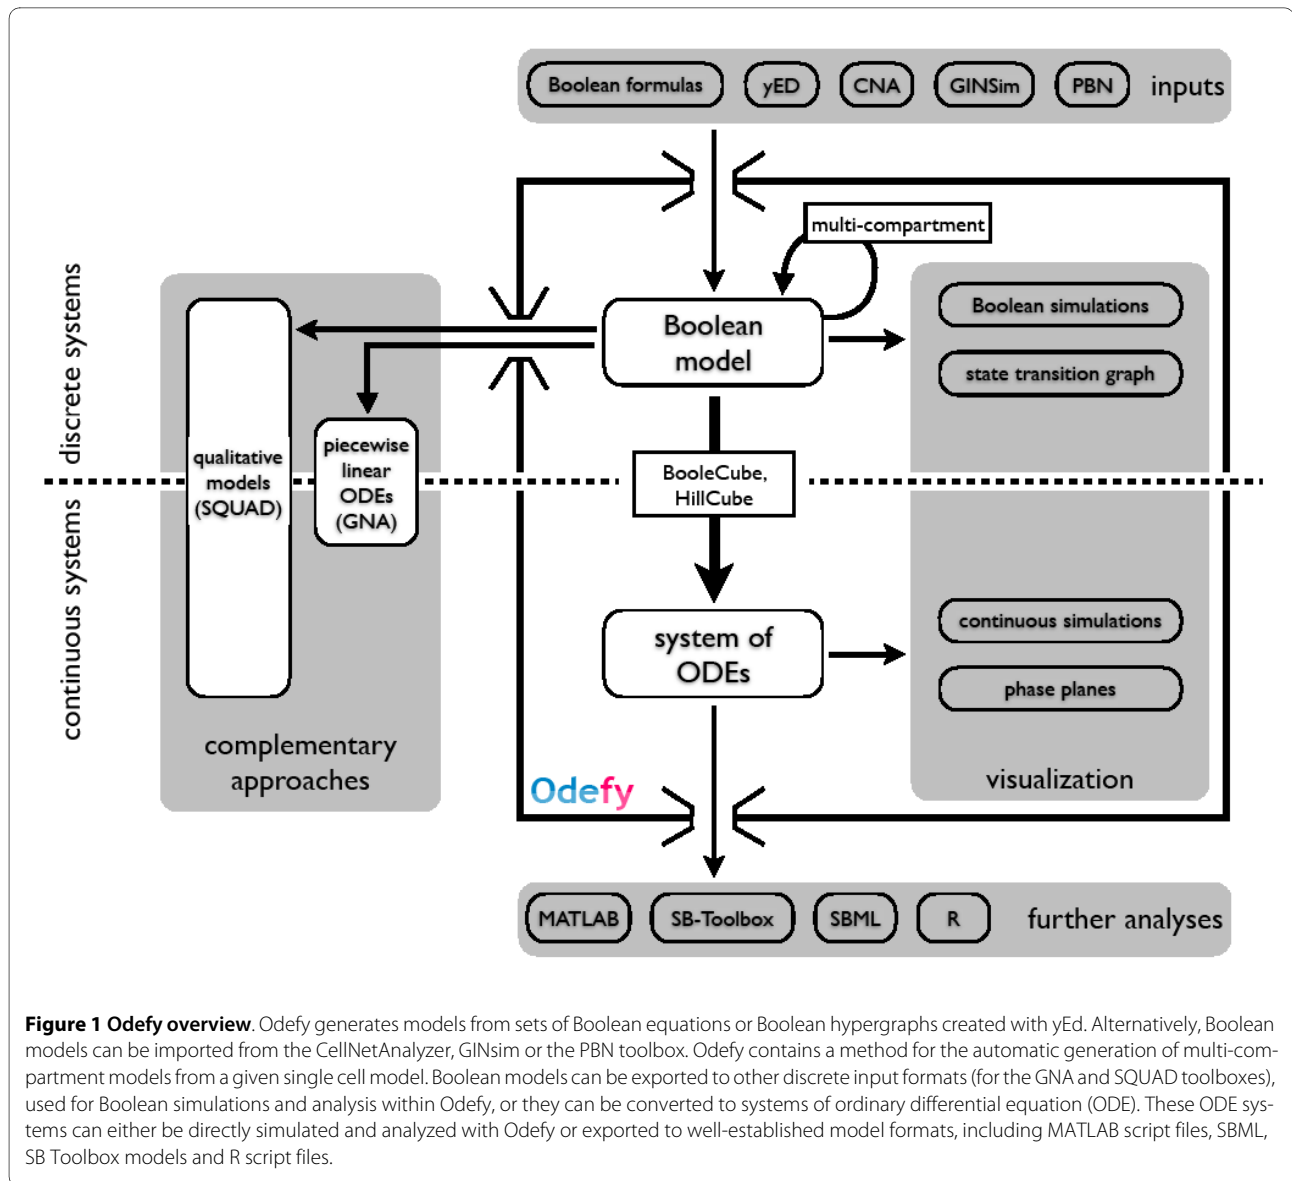 Boolean formulas yED CNA GINSim PBN inputs
multi-compartment
discrete systems
continuous systems
Boolean
model
Boolean simulations
state transition graph
qualitative
models
(SQUAD)
piecewise
linear
ODEs
(GNA)
BooleCube,
HillCube
system of
ODEs
continuous simulations
phase planes
complementary
approaches
visualization
Odefy
MATLAB SB-Toolbox SBML R further analyses
Figure 1 Odefy overview. Odefy generates models from sets of Boolean equations or Boolean hypergraphs created with yEd. Alternatively, Boolean
models can be imported from the CellNetAnalyzer, GINsim or the PBN toolbox. Odefy contains a method for the automatic generation of multi-com-
partment models from a given single cell model. Boolean models can be exported to other discrete input formats (for the GNA and SQUAD toolboxes),
used for Boolean simulations and analysis within Odefy, or they can be converted to systems of ordinary differential equation (ODE). These ODE sys-
tems can either be directly simulated and analyzed with Odefy or exported to well-established model formats, including MATLAB script files, SBML,
SB Toolbox models and R script files.